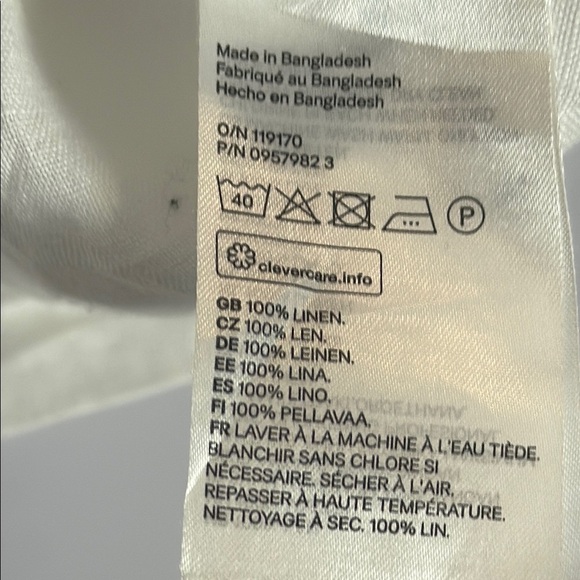 Made in Bangladesh
Fabriqué au Bangladesh
Hecho en Bangladesh
O/N 119170
P/N 0957982 3
40 P
clevercare.info
GB 100% LINEN.
CZ 100% LEN.
DE 100% LEINEN.
EE 100% LINA.
ES 100% LINO.
FI 100% PELLAVAA.
FR LAVER À LA MACHINE À L'EAU TIÈDE.
BLANCHIR SANS CHLORE SI
NÉCESSAIRE. SÉCHER À L'AIR.
REPASSER À HAUTE TEMPÉRATURE.
NETTOYAGE À SEC. 100% LIN.